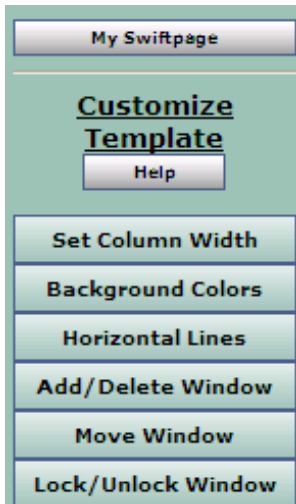 My Swiftpage
Customize
Template
Help
Set Column Width
Background Colors
Horizontal Lines
Add/Delete Window
Move Window
Lock/Unlock Window